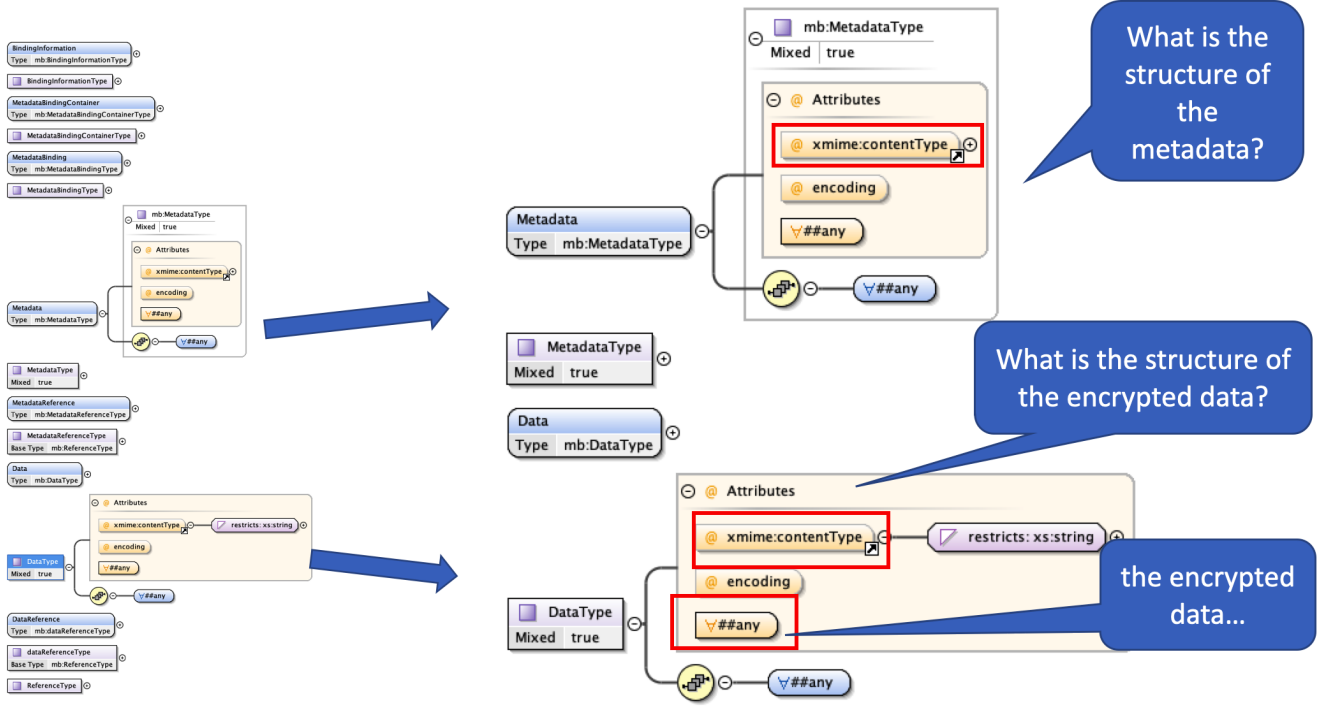 BindingInformation
Type mb:BindingInformationType
BindingInformationType
MetadataBindingContainer
Type mb:MetadataBindingContainerType
MetadataBindingContainerType
MetadataBinding
Type mb:MetadataBindingType
MetadataBindingType
mb:MetadataType
Mixed true
@ Attributes
@ xmime:contentType
@ encoding
∀##any
Metadata
Type mb:MetadataType
∀##any
MetadataType
Mixed true
MetadataReference
Type mb:MetadataReferenceType
MetadataReferenceType
Base Type mb:ReferenceType
Data
Type mb:DataType
@ Attributes
@ xmime:contentType
restricts: xs:string
@ encoding
∀##any
DataType
Mixed true
∀##any
DataReference
Type mb:dataReferenceType
dataReferenceType
Base Type mb:ReferenceType
ReferenceType
mb:MetadataType
Mixed true
@ Attributes
@ xmime:contentType
@ encoding
∀##any
Metadata
Type mb:MetadataType
∀##any
MetadataType
Mixed true
Data
Type mb:DataType
@ Attributes
@ xmime:contentType
restricts: xs:string
@ encoding
∀##any
DataType
Mixed true
∀##any
What is the
structure of
the
metadata?
What is the structure of
the encrypted data?
the encrypted
data...